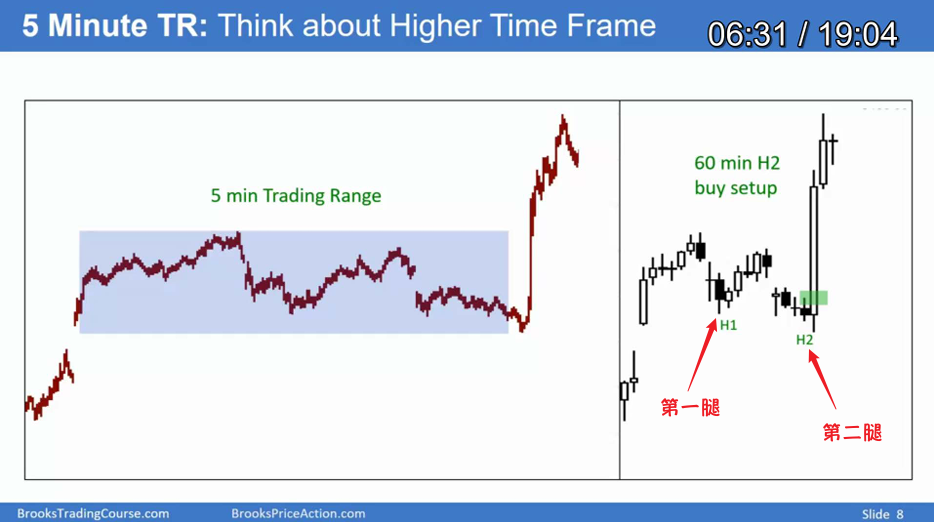 5 Minute TR: Think about Higher Time Frame
06:31 / 19:04
5 min Trading Range
60 min H2
buy setup
H1
H2
第一腿
第二腿
BrooksTradingCourse.com
BrooksPriceAction.com
Slide 8